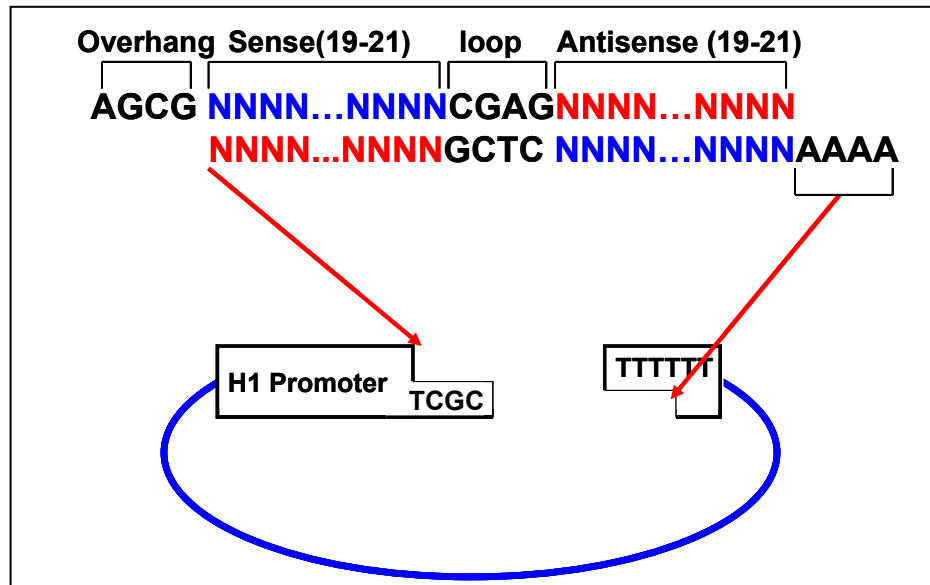 Overhang Sense(19-21) loop Antisense (19-21)
AGCG NNNN...NNNNCGAGNNNN...NNNN
NNNN...NNNNGCTC NNNN...NNNNAAAA
H1 Promoter
TCGC
TTTTTT